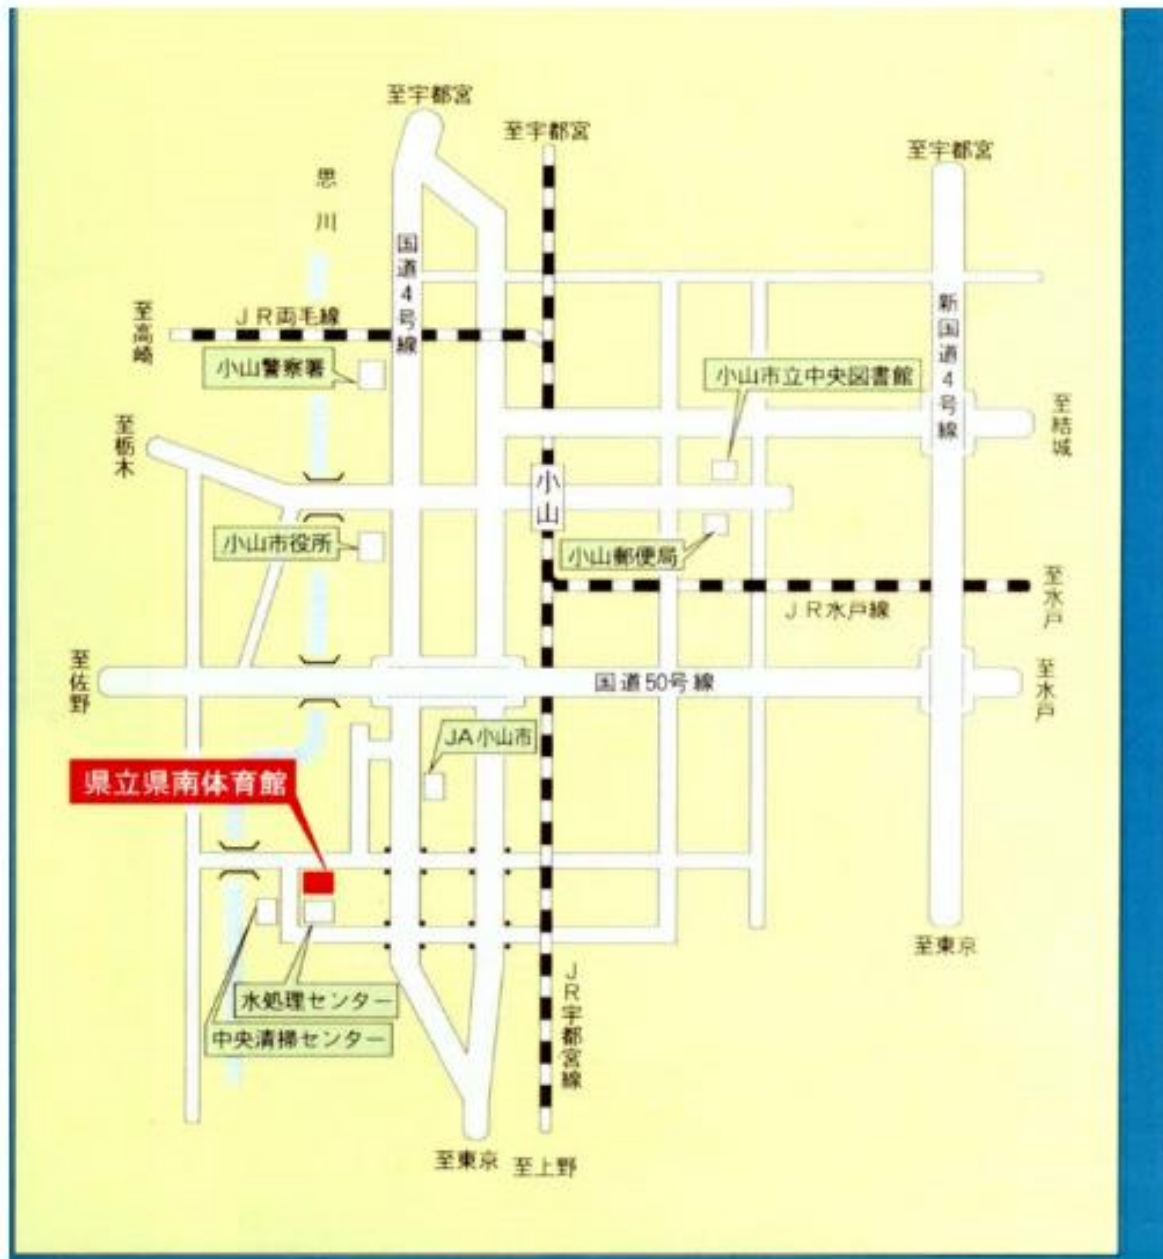 至宇都宮
至宇都宮
至宇都宮
思川
国道4号線
新国道4号線
JR両毛線
至高崎
小山警察署
小山市立中央図書館
至結城
至栃木
小山
小山市役所
小山郵便局
至水戸
JR水戸線
至佐野
国道50号線
至水戸
JA小山市
県立県南体育館
至東京
水処理センター
中央清掃センター
JR宇都宮線
至東京
至上野